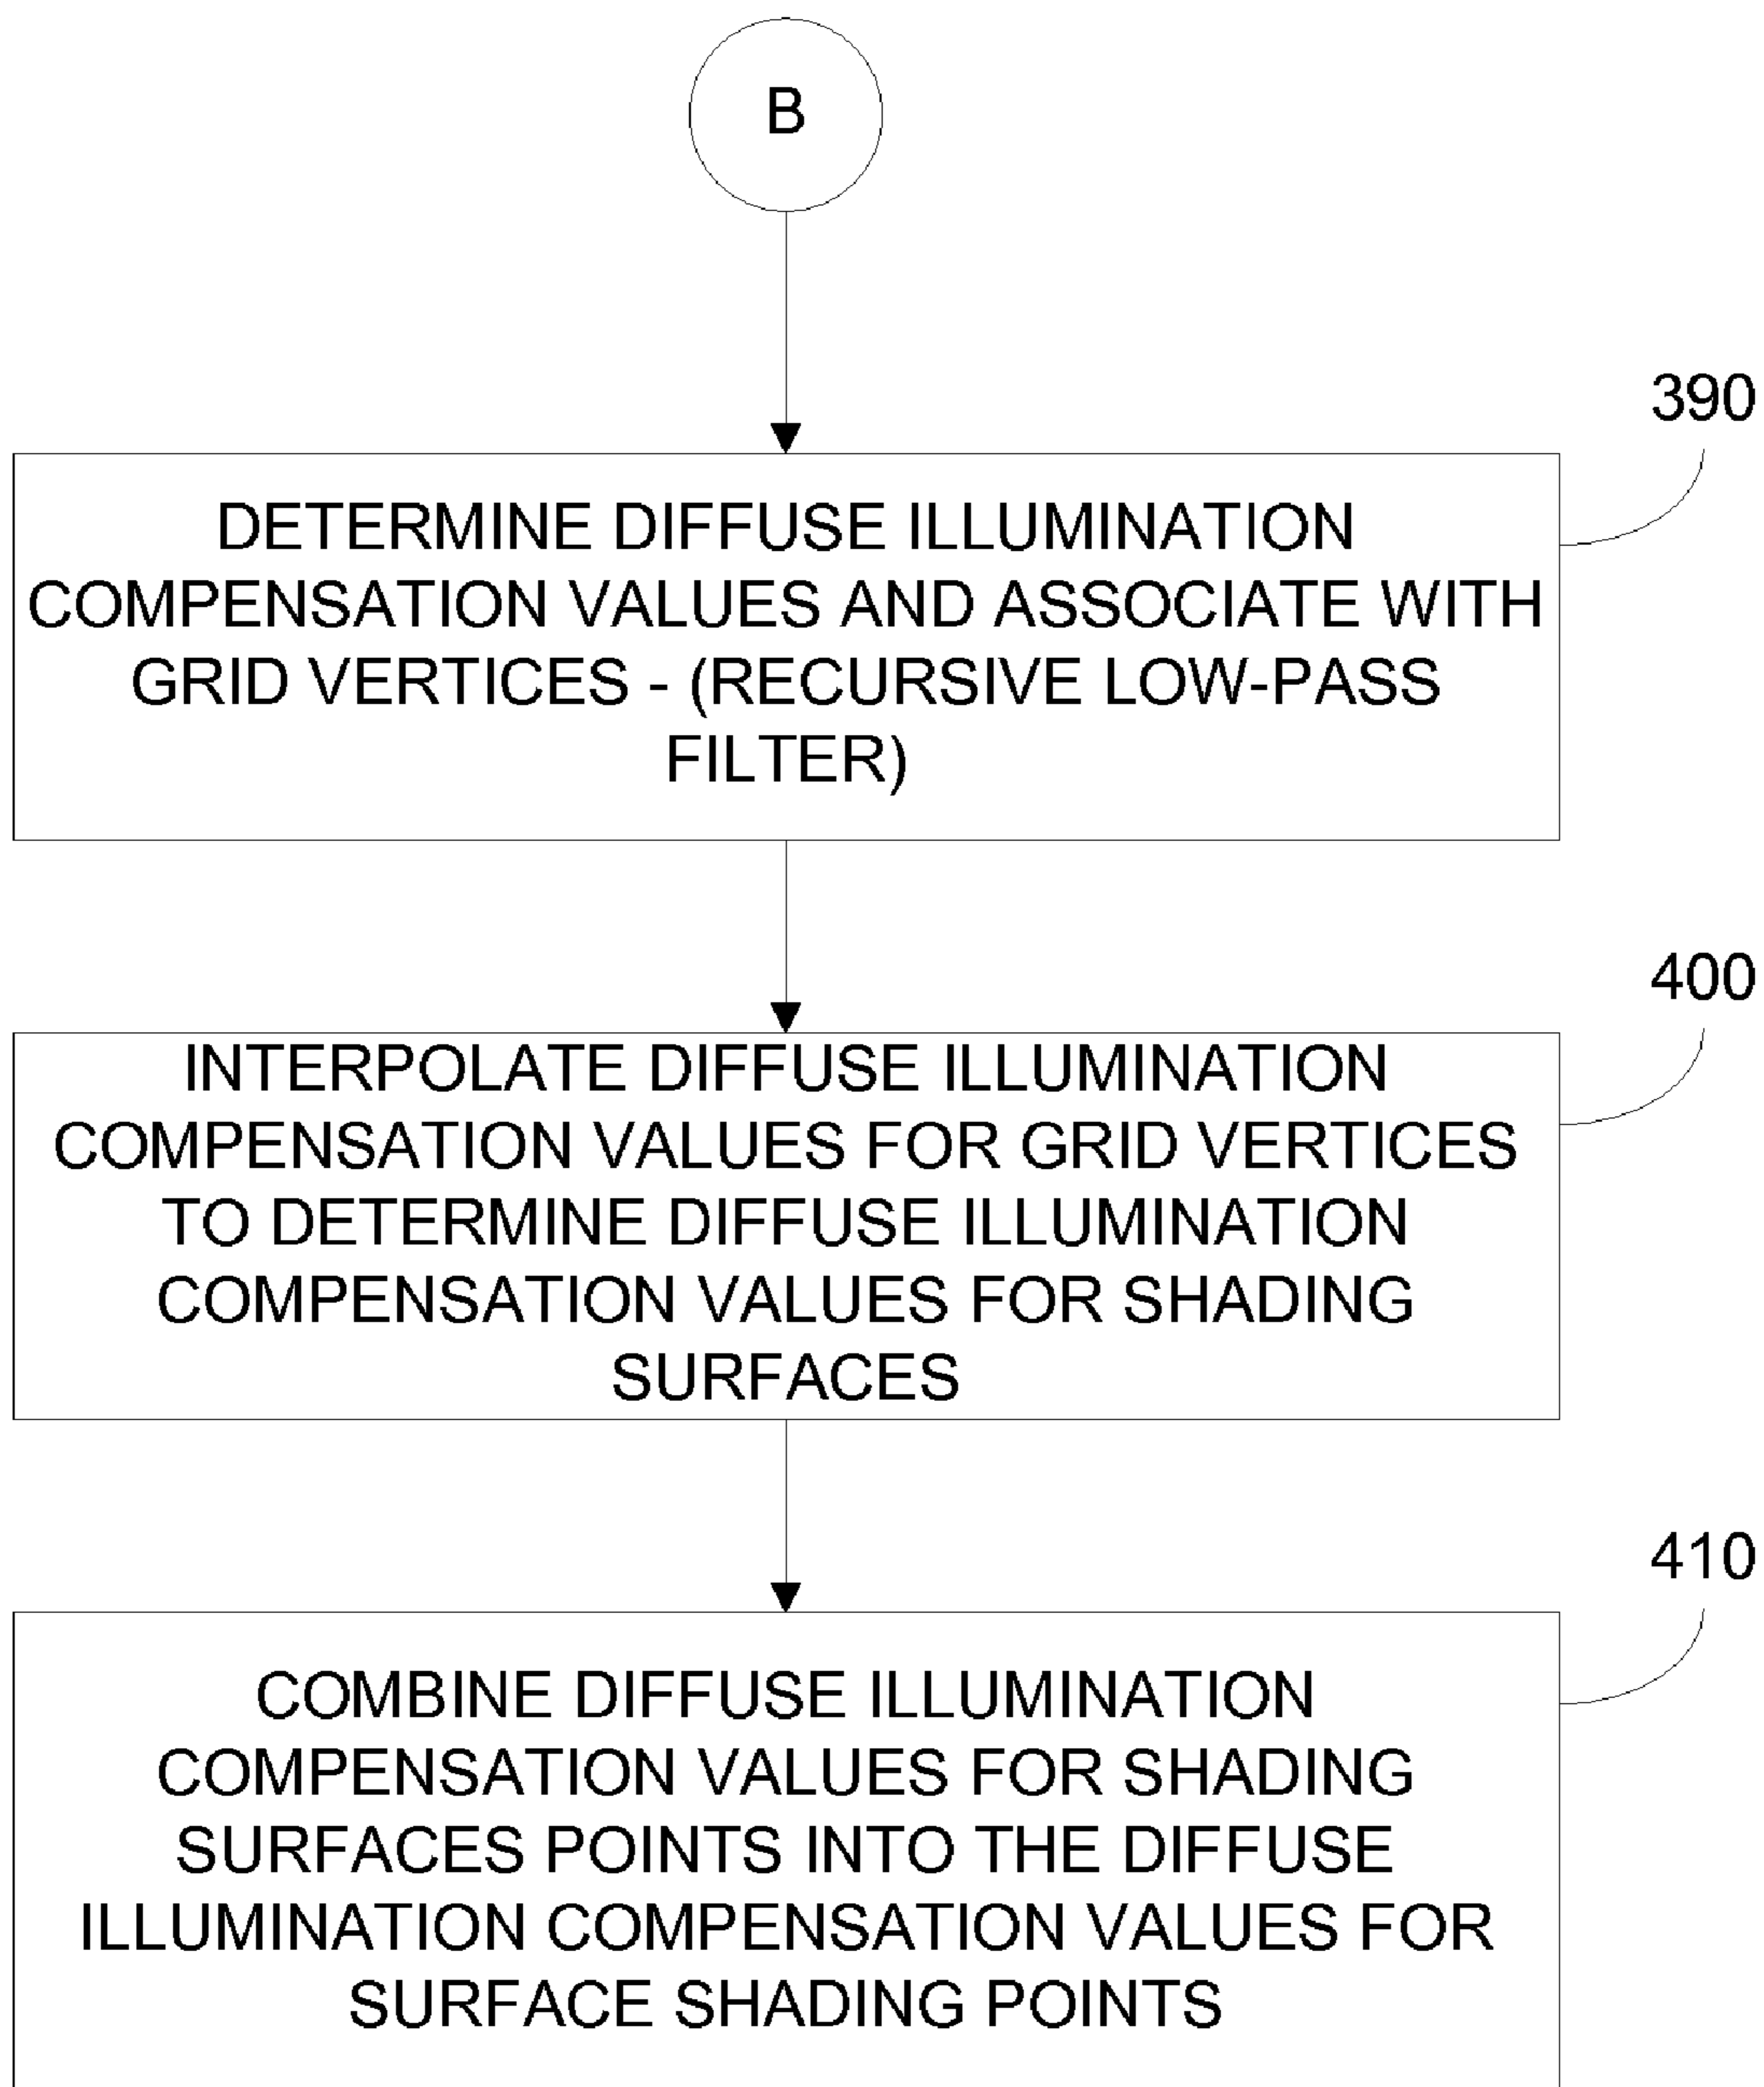 B
390
DETERMINE DIFFUSE ILLUMINATION
COMPENSATION VALUES AND ASSOCIATE WITH
GRID VERTICES - (RECURSIVE LOW-PASS
FILTER)
400
INTERPOLATE DIFFUSE ILLUMINATION
COMPENSATION VALUES FOR GRID VERTICES
TO DETERMINE DIFFUSE ILLUMINATION
COMPENSATION VALUES FOR SHADING
SURFACES
410
COMBINE DIFFUSE ILLUMINATION
COMPENSATION VALUES FOR SHADING
SURFACES POINTS INTO THE DIFFUSE
ILLUMINATION COMPENSATION VALUES FOR
SURFACE SHADING POINTS